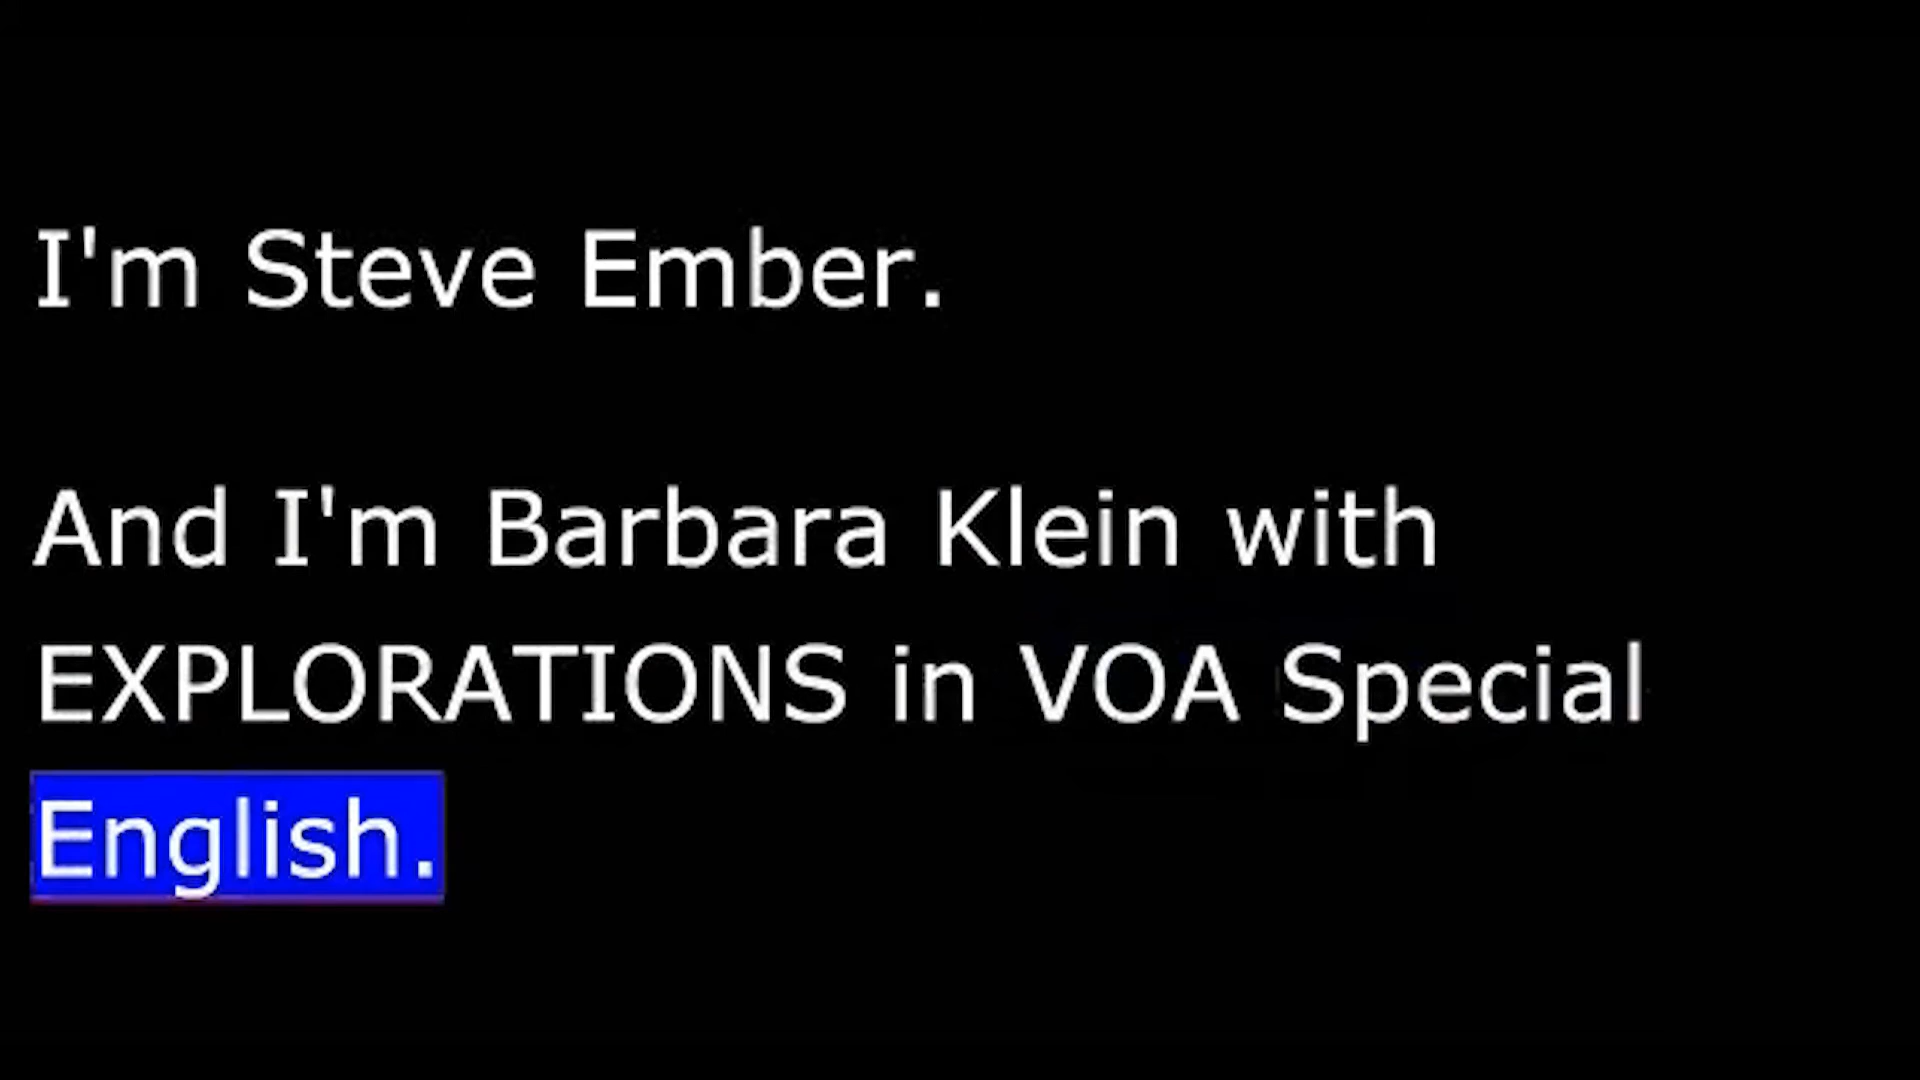 I'm Steve Ember.
And I'm Barbara Klein with
EXPLORATIONS in VOA Special
English.